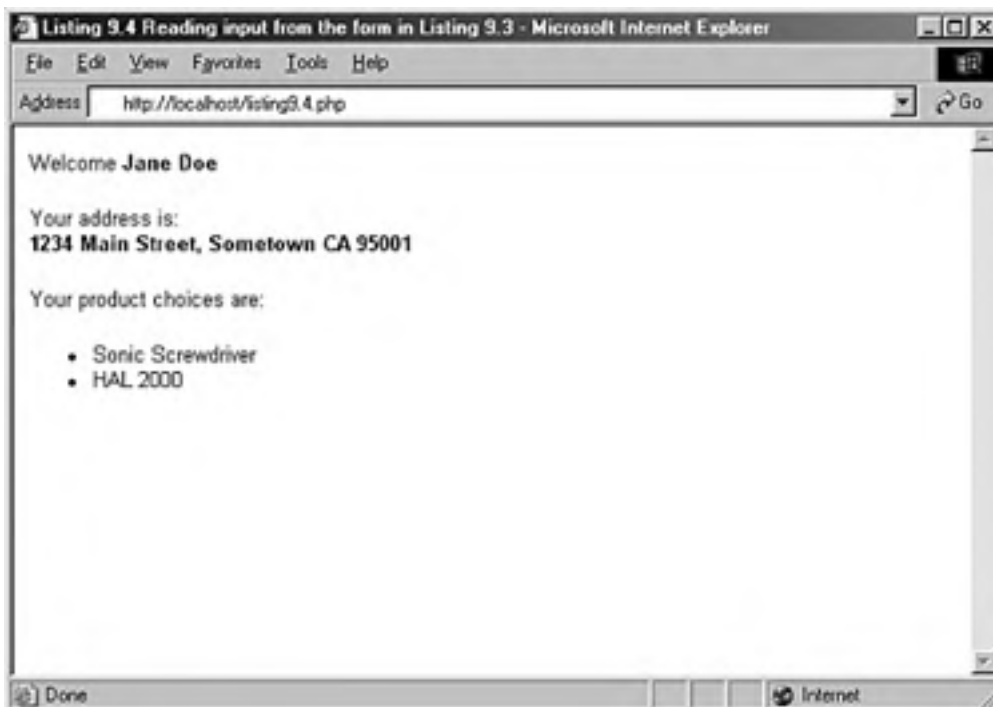 Listing 9.4 Reading input from the form in Listing 9.3 - Microsoft Internet Explorer
File Edit View Favorites Tools Help
Address http://localhost/listing9.4.php Go
Welcome Jane Doe
Your address is:
1234 Main Street, Sometown CA 95001
Your product choices are:
• Sonic Screwdriver
• HAL 2000
Done Internet